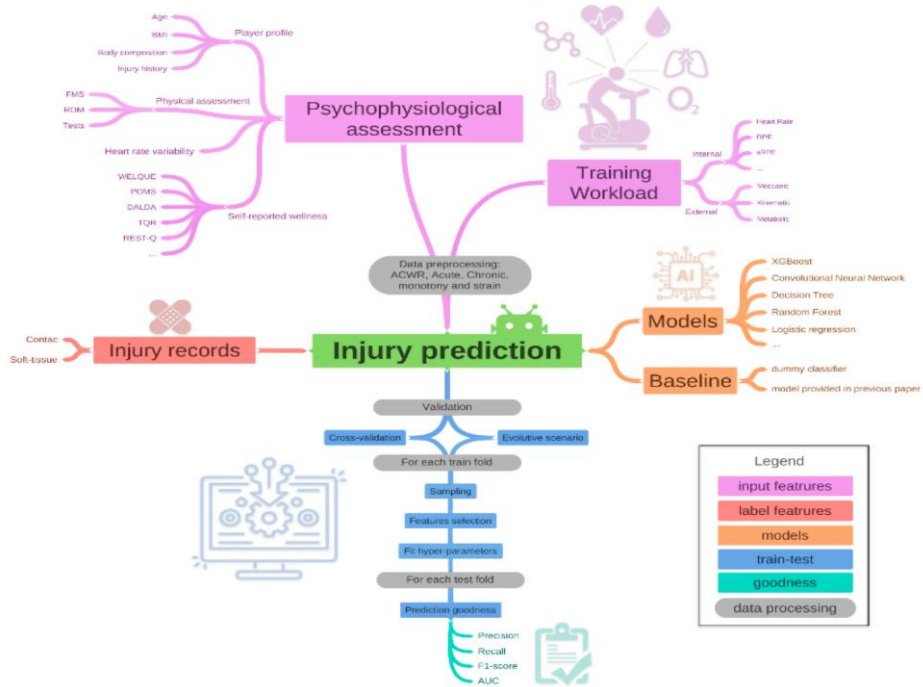 Age
BMI
Body composition
Injury history
Player profile
FMS
ROM
Tests
Physical assessment
Heart rate variability
WELQUE
POMS
DALDA
TQR
REST-Q
...
Self-reported wellness
Psychophysiological
assessment
O2
Training
Workload
Internal
Heart Rate
RPE
sRPE
...
External
Meccanic
Kinematic
Metabolic
Data preprocessing:
ACWR, Acute, Chronic,
monotony and strain
Injury records
Contac
Soft-tissue
Injury prediction
AI
Models
XGBoost
Convolutional Neural Network
Decision Tree
Random Forest
Logistic regression
...
Baseline
dummy classifier
model provided in previous paper
Validation
Cross-validation
Evolutive scenario
For each train fold
Sampling
Features selection
Fit hyper-parameters
For each test fold
Prediction goodness
Precision
Recall
F1-score
AUC
Legend
input featrures
label featrures
models
train-test
goodness
data processing